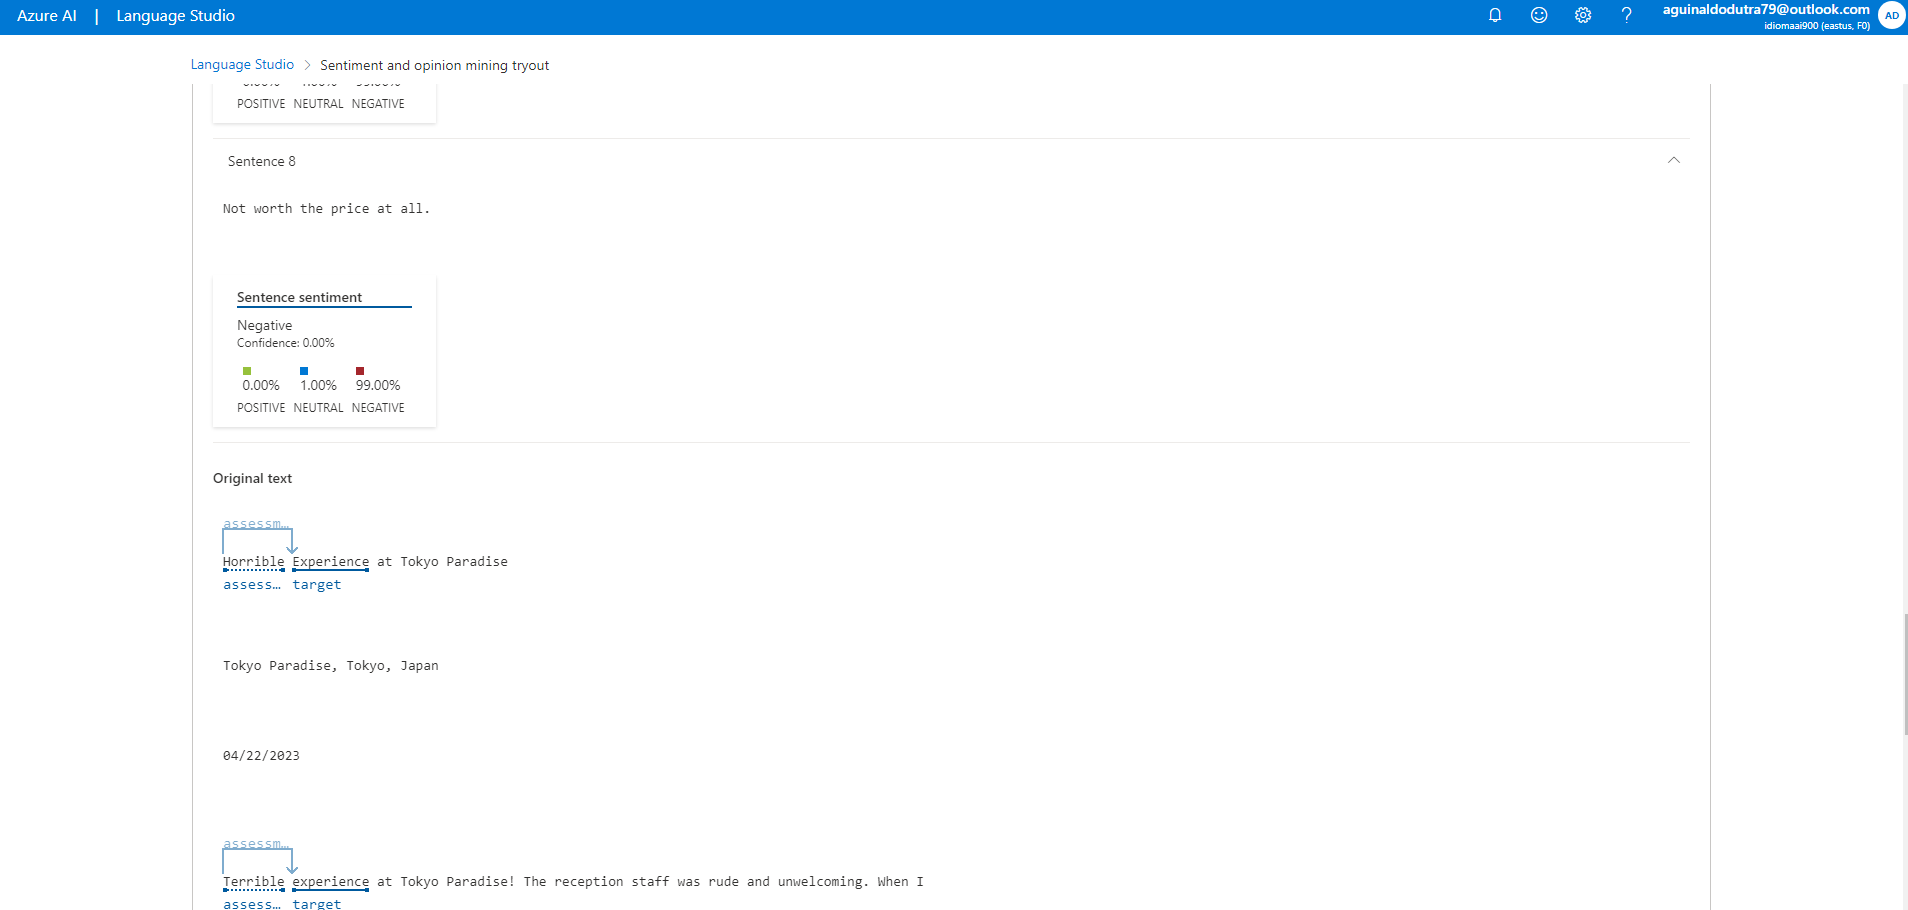 Azure AI | Language Studio
aguinaldodutra79@outlook.com
idiomaai900 (eastus, F0)
AD
Language Studio > Sentiment and opinion mining tryout
POSITIVE NEUTRAL NEGATIVE
Sentence 8
Not worth the price at all.
Sentence sentiment
Negative
Confidence: 0.00%
0.00% 1.00% 99.00%
POSITIVE NEUTRAL NEGATIVE
Original text
assessm…
Horrible Experience at Tokyo Paradise
assess… target
Tokyo Paradise, Tokyo, Japan
04/22/2023
assessm…
Terrible experience at Tokyo Paradise! The reception staff was rude and unwelcoming. When I
assess… target